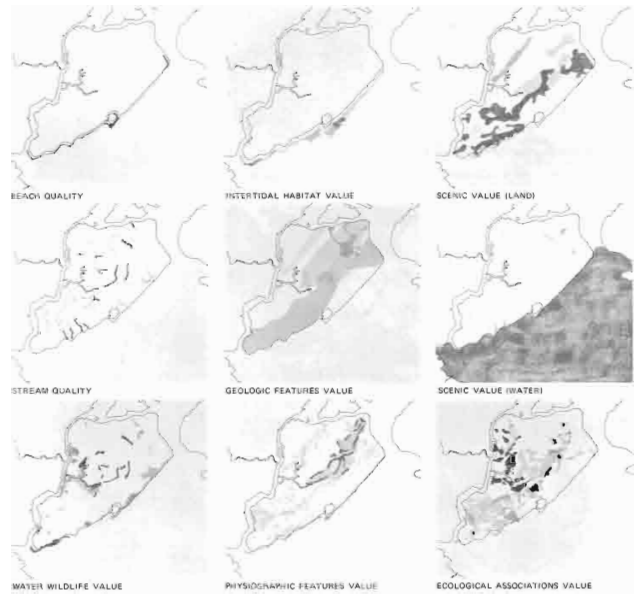 BEACH QUALITY
INTERTIDAL HABITAT VALUE
SCENIC VALUE (LAND)
STREAM QUALITY
GEOLOGIC FEATURES VALUE
SCENIC VALUE (WATER)
WATER WILDLIFE VALUE
PHYSIOGRAPHIC FEATURES VALUE
ECOLOGICAL ASSOCIATIONS VALUE